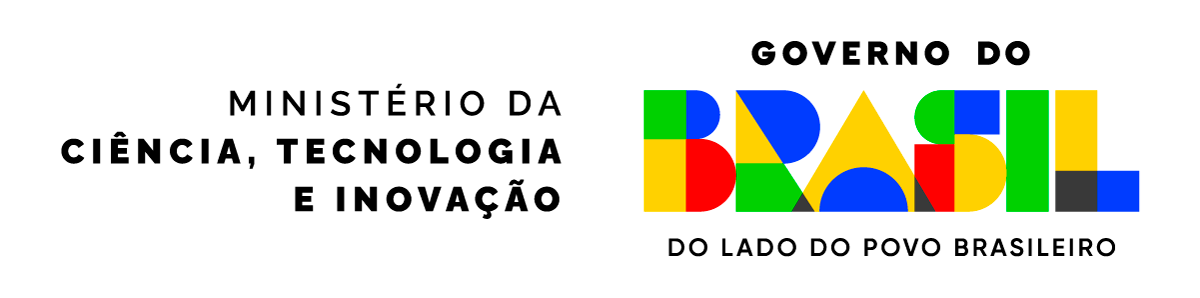 MINISTÉRIO DA
CIÊNCIA, TECNOLOGIA
E INOVAÇÃO
GOVERNO DO
BRASIL
DO LADO DO POVO BRASILEIRO